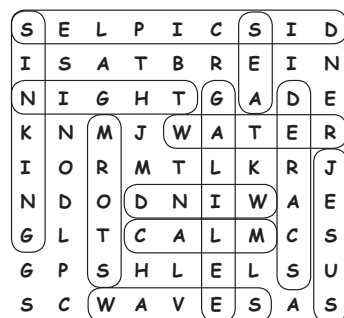 S E L P I C S I D
I S A T B R E I N
N I G H T G A D E
K N M J W A T E R
I O R M T L K R J
N D O D N I W A E
G L T C A L M C S
G P S H L E L S U
S C W A V E S A S